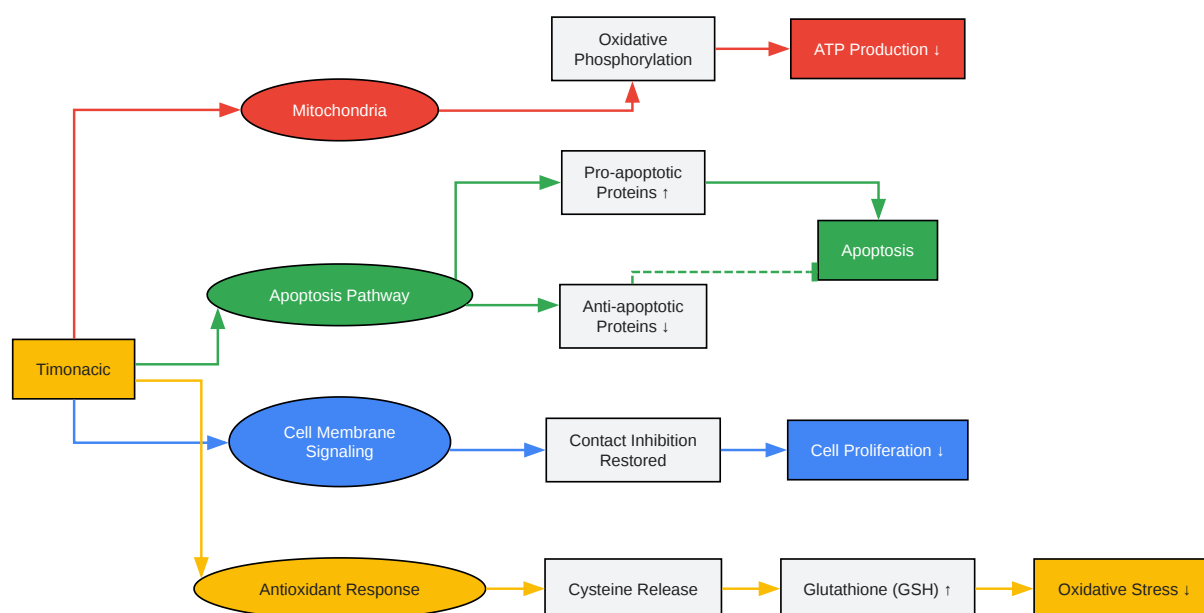 Oxidative
Phosphorylation
ATP Production ↓
Mitochondria
Pro-apoptotic
Proteins ↑
Apoptosis
Apoptosis Pathway
Anti-apoptotic
Proteins ↓
Timonacic
Cell Membrane
Signaling
Contact Inhibition
Restored
Cell Proliferation ↓
Antioxidant Response
Cysteine Release
Glutathione (GSH) ↑
Oxidative Stress ↓